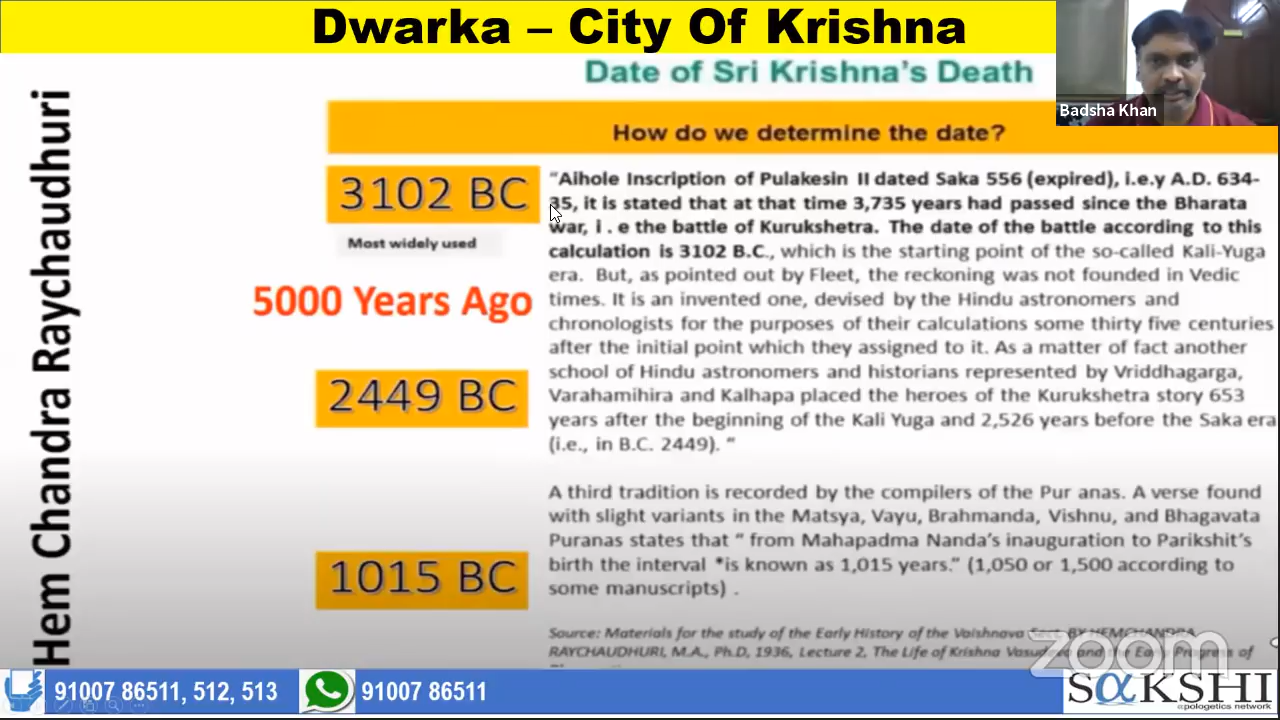 Dwarka – City Of Krishna
Date of Sri Krishna's Death
Badsha Khan
How do we determine the date?
Hem Chandra Raychaudhuri
3102 BC
Most widely used
5000 Years Ago
2449 BC
1015 BC
"Aihole Inscription of Pulakesin II dated Saka 556 (expired), i.e.y A.D. 634-
35, it is stated that at that time 3,735 years had passed since the Bharata
war, i . e the battle of Kurukshetra. The date of the battle according to this
calculation is 3102 B.C., which is the starting point of the so-called Kali-Yuga
era. But, as pointed out by Fleet, the reckoning was not founded in Vedic
times. It is an invented one, devised by the Hindu astronomers and
chronologists for the purposes of their calculations some thirty five centuries
after the initial point which they assigned to it. As a matter of fact another
school of Hindu astronomers and historians represented by Vriddhagarga,
Varahamihira and Kalhapa placed the heroes of the Kurukshetra story 653
years after the beginning of the Kali Yuga and 2,526 years before the Saka era
(i.e., in B.C. 2449). "
A third tradition is recorded by the compilers of the Pur anas. A verse found
with slight variants in the Matsya, Vayu, Brahmanda, Vishnu, and Bhagavata
Puranas states that " from Mahapadma Nanda's inauguration to Parikshit's
birth the interval *is known as 1,015 years." (1,050 or 1,500 according to
some manuscripts) .
Source: Materials for the study of the Early History of the Vaishnava Sect, BY HEMCHANDRA
RAYCHAUDHURI, M.A., Ph.D, 1936, Lecture 2, The Life of Krishna Vasudeva and the Early Progress of
zoom
91007 86511, 512, 513
91007 86511
SαKSHI
apologetics network